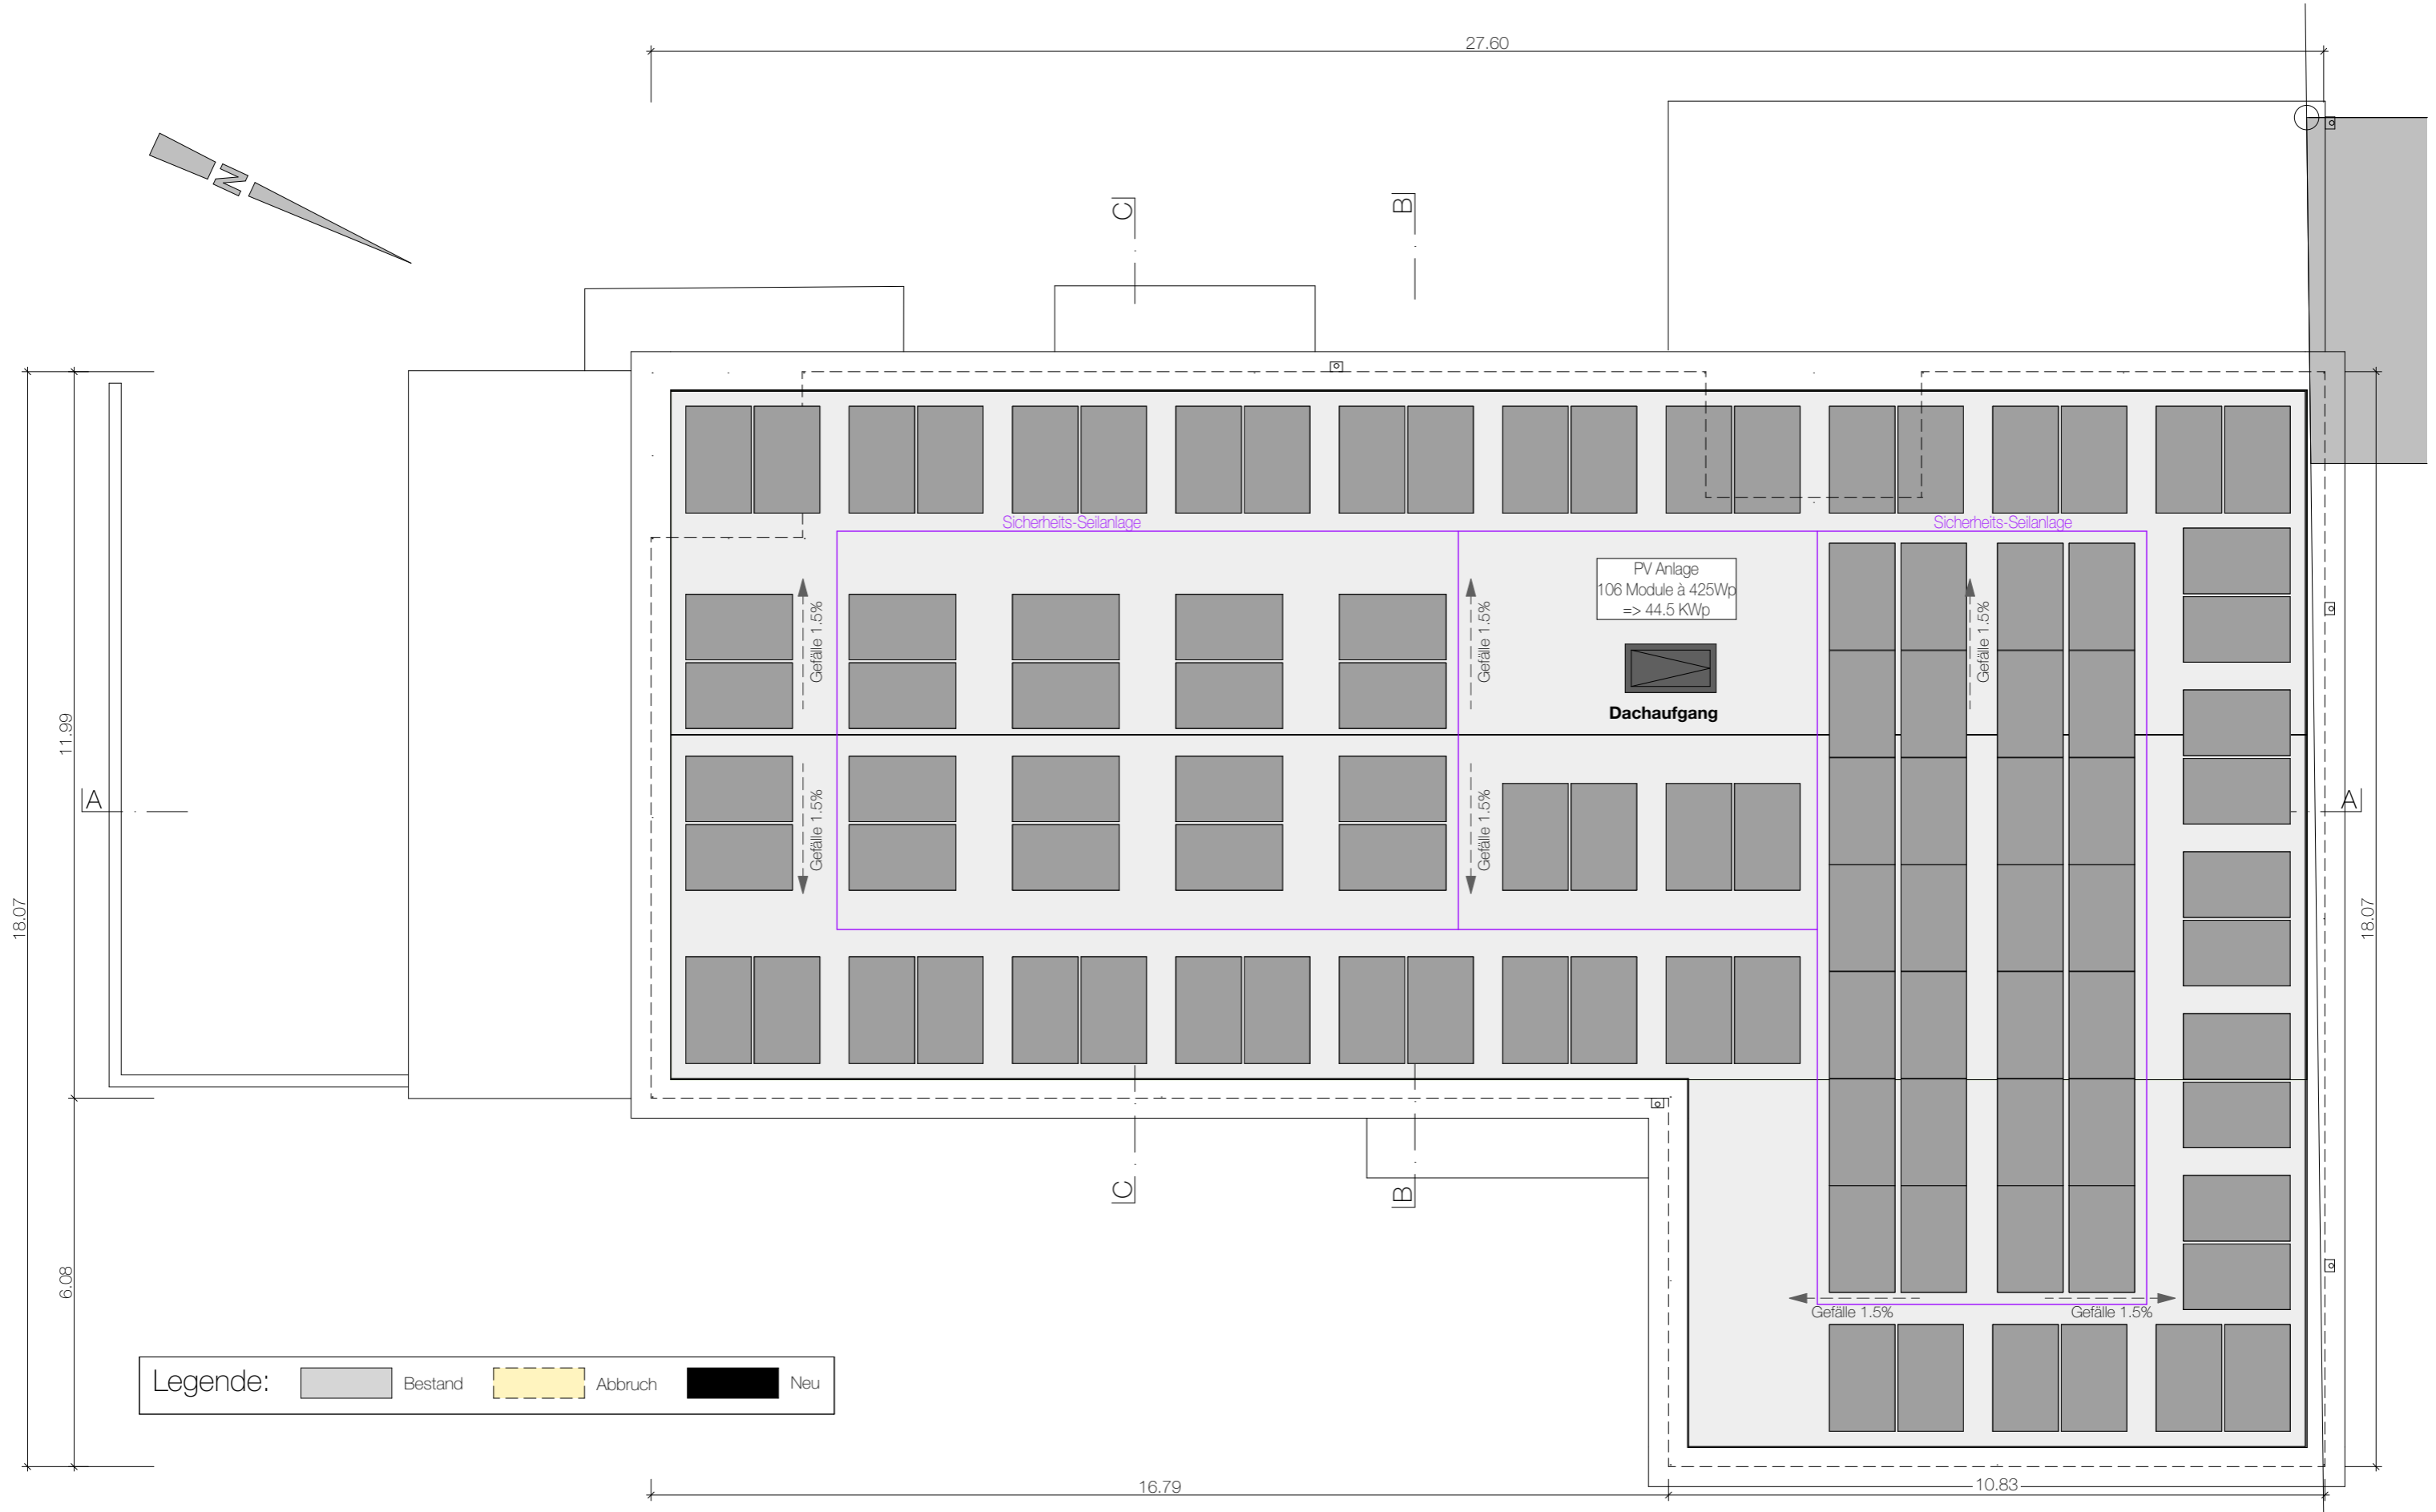 27.60
N
C
B
Sicherheits-Seilanlage
Sicherheits-Seilanlage
PV Anlage
106 Module à 425Wp
=> 44.5 KWp
Gefälle 1.5%
Gefälle 1.5%
Gefälle 1.5%
Dachaufgang
11.99
A
A
Gefälle 1.5%
Gefälle 1.5%
18.07
18.07
C
B
6.08
Gefälle 1.5%
Gefälle 1.5%
Legende:
Bestand
Abbruch
Neu
16.79
10.83